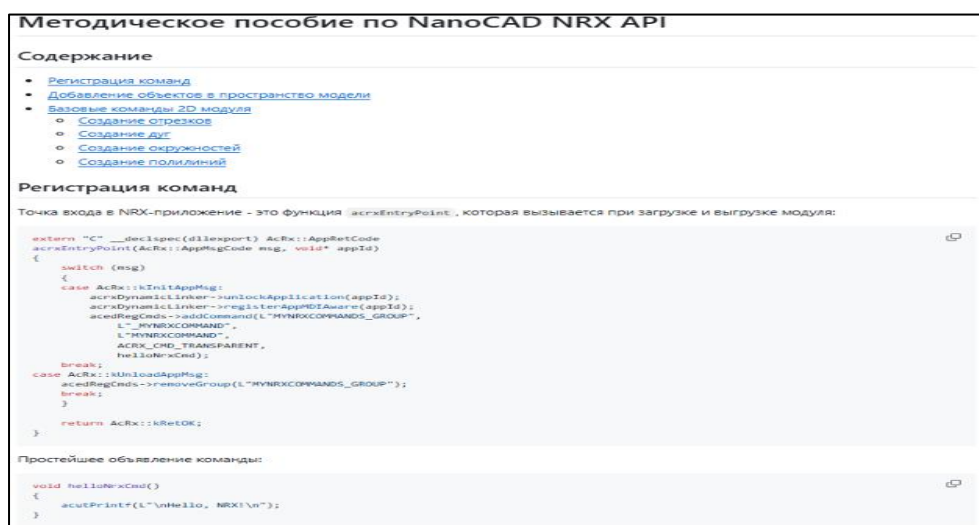 Методическое пособие по NanoCAD NRX API
Содержание
Регистрация команд
Добавление объектов в пространство модели
Базовые команды 2D модуля
Создание отрезков
Создание дуг
Создание окружностей
Создание полилиний
Регистрация команд
Точка входа в NRX-приложение - это функция acrxEntryPoint , которая вызывается при загрузке и выгрузке модуля:
extern "C" __declspec(dllexport) AcRx::AppRetCode
acrxEntryPoint(AcRx::AppMsgCode msg, void* appId)
{
switch (msg)
{
case AcRx::kInitAppMsg:
acrxDynamicLinker->unlockApplication(appId);
acrxDynamicLinker->registerAppMDIAware(appId);
acedRegCmds->addCommand(L"MYNRXCOMMANDS_GROUP",
L"_MYNRXCOMMAND",
L"MYNRXCOMMAND",
ACRX_CMD_TRANSPARENT,
helloNrxCmd);
break;
case AcRx::kUnloadAppMsg:
acedRegCmds->removeGroup(L"MYNRXCOMMANDS_GROUP");
break;
}
return AcRx::kRetOK;
}
Простейшее объявление команды:
void helloNrxCmd()
{
acutPrintf(L"\nHello, NRX!\n");
}